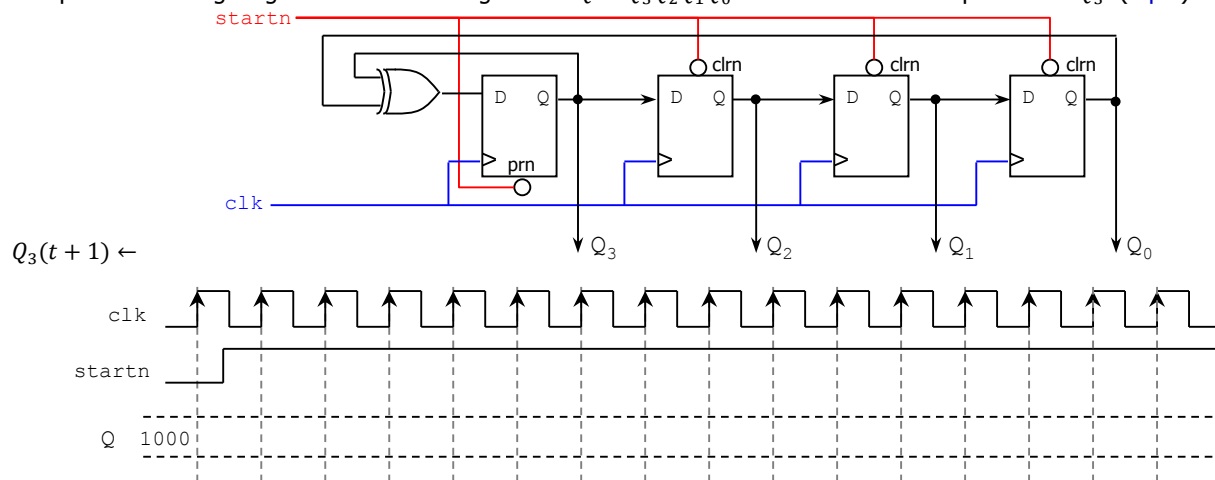 startn
clrn clrn clrn
D Q D Q D Q D Q
prn
clk
Q₃(t + 1) ←
Q₃ Q₂ Q₁ Q₀
clk
startn
Q 1000